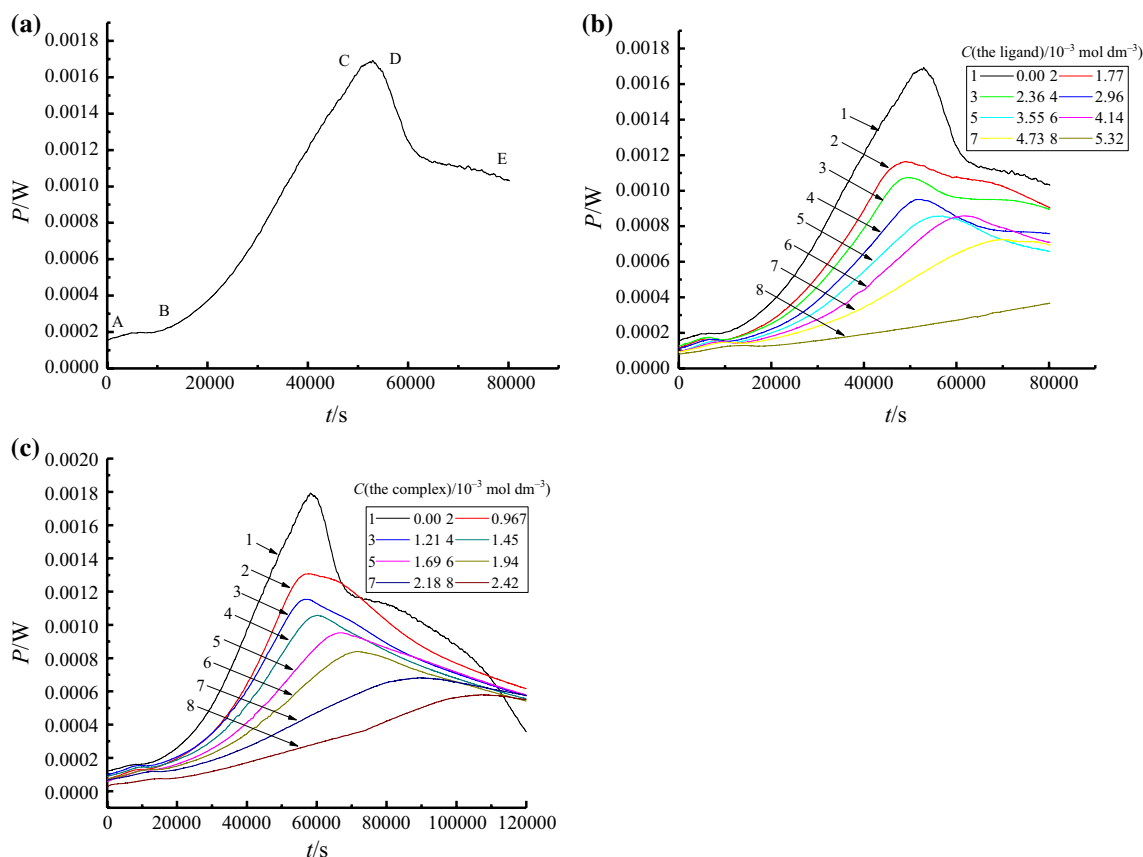 (a)
0.0018
0.0016
0.0014
0.0012
0.0010
0.0008
0.0006
0.0004
0.0002
0.0000
P/W
A
B
C
D
E
0 20000 40000 60000 80000
t/s
(b)
0.0018
0.0016
0.0014
0.0012
0.0010
0.0008
0.0006
0.0004
0.0002
0.0000
P/W
C(the ligand)/10⁻³ mol dm⁻³)
1 0.00 2 1.77
3 2.36 4 2.96
5 3.55 6 4.14
7 4.73 8 5.32
1
2
3
4
5
6
7
8
0 20000 40000 60000 80000
t/s
(c)
0.0020
0.0018
0.0016
0.0014
0.0012
0.0010
0.0008
0.0006
0.0004
0.0002
0.0000
P/W
C(the complex)/10⁻³ mol dm⁻³)
1 0.00 2 0.967
3 1.21 4 1.45
5 1.69 6 1.94
7 2.18 8 2.42
1
2
3
4
5
6
7
8
0 20000 40000 60000 80000 100000 120000
t/s